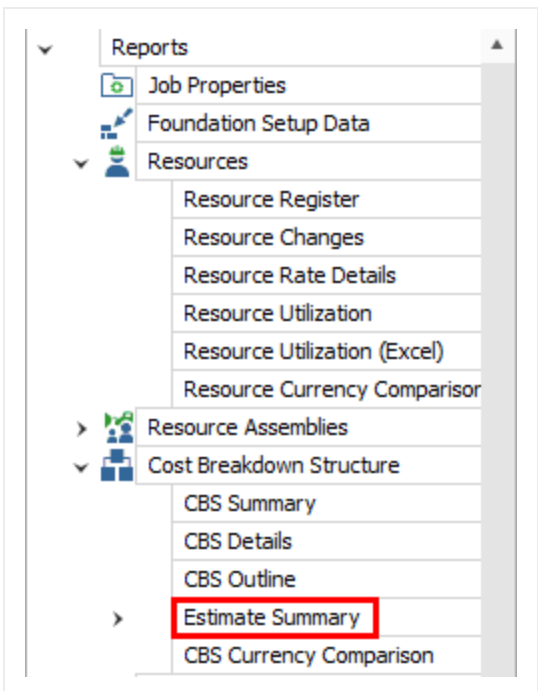 Reports
Job Properties
Foundation Setup Data
Resources
Resource Register
Resource Changes
Resource Rate Details
Resource Utilization
Resource Utilization (Excel)
Resource Currency Comparison
Resource Assemblies
Cost Breakdown Structure
CBS Summary
CBS Details
CBS Outline
Estimate Summary
CBS Currency Comparison